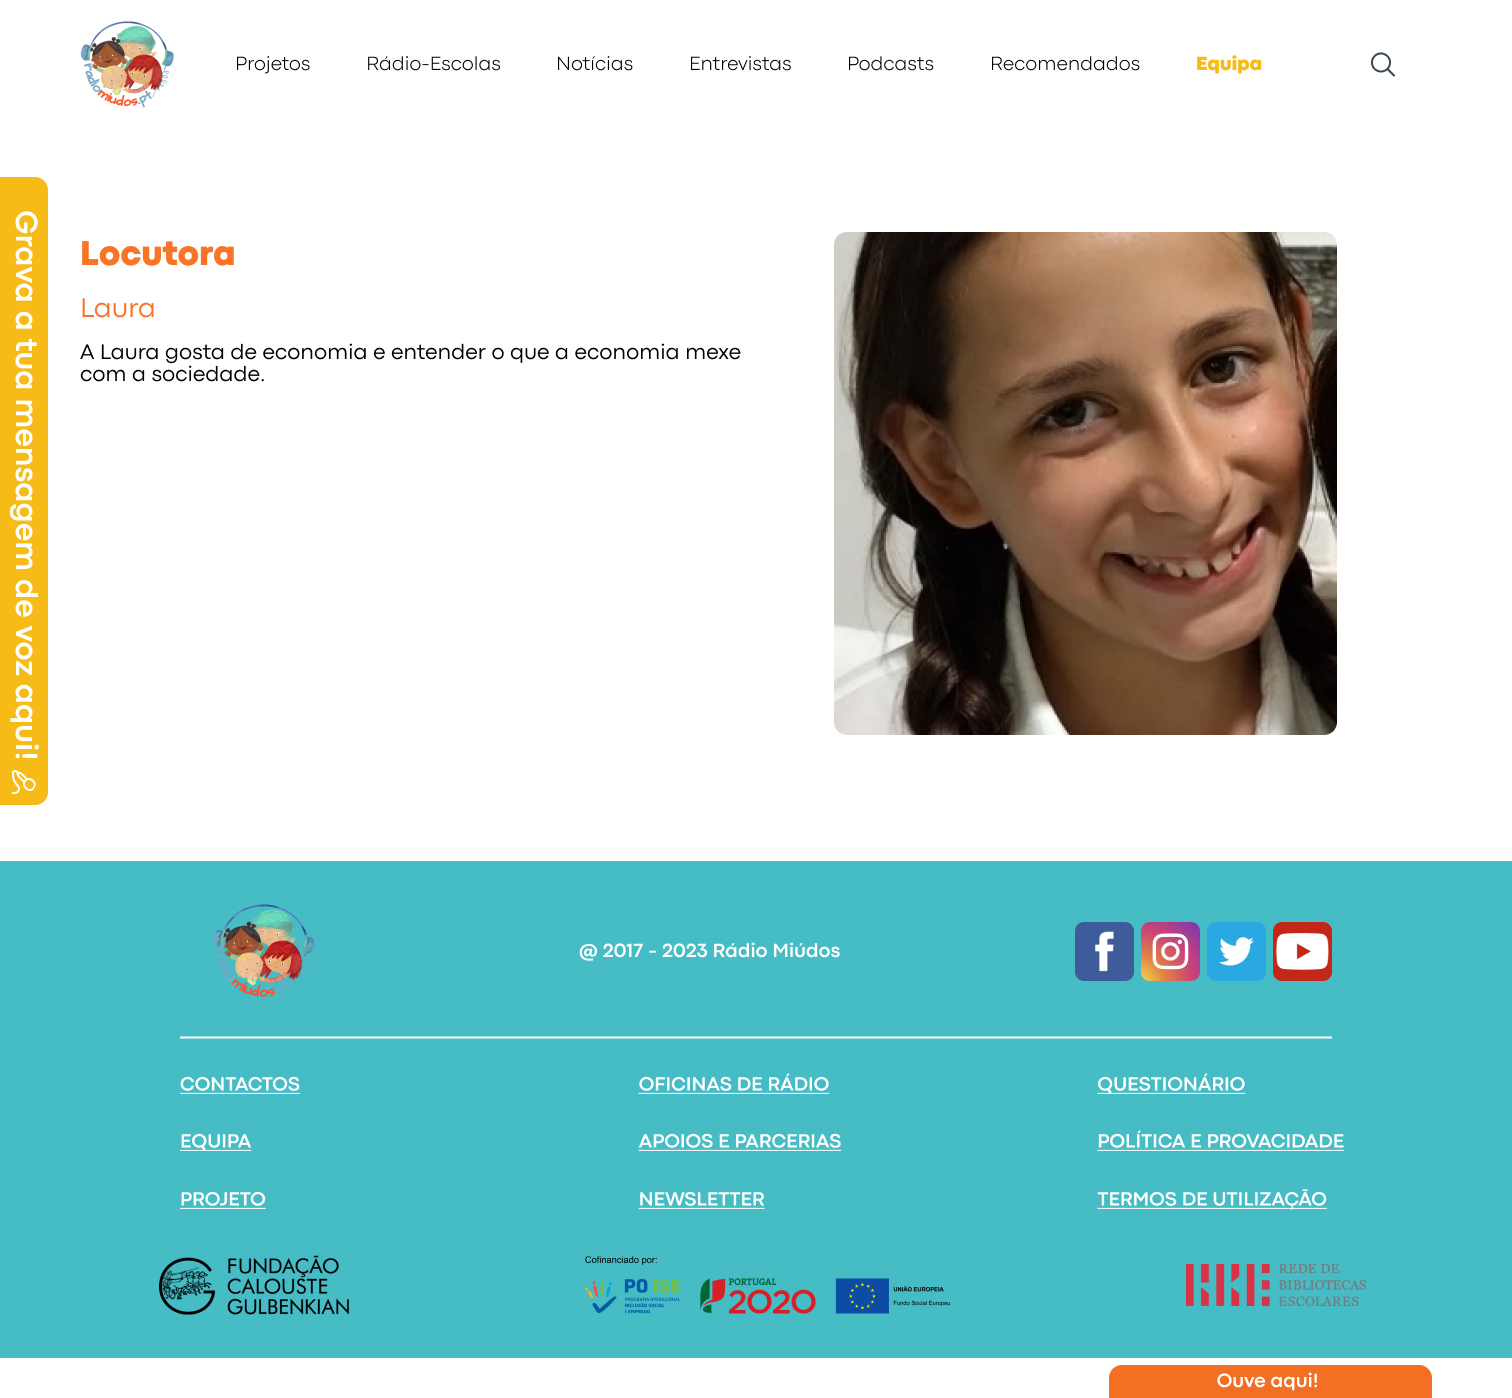 radiomiudos.pt
Projetos
Rádio-Escolas
Notícias
Entrevistas
Podcasts
Recomendados
Equipa
Grava a tua mensagem de voz aqui!
Locutora
Laura
A Laura gosta de economia e entender o que a economia mexe
com a sociedade.
miudos
@ 2017 - 2023 Rádio Miúdos
CONTACTOS
OFICINAS DE RÁDIO
QUESTIONÁRIO
EQUIPA
APOIOS E PARCERIAS
POLÍTICA E PROVACIDADE
PROJETO
NEWSLETTER
TERMOS DE UTILIZAÇÃO
FUNDAÇÃO
CALOUSTE
GULBENKIAN
Cofinanciado por:
PO ISE
PROGRAMA OPERACIONAL
INCLUSÃO SOCIAL
E EMPREGO
PORTUGAL
2020
UNIÃO EUROPEIA
Fundo Social Europeu
REDE DE
BIBLIOTECAS
ESCOLARES
Ouve aqui!